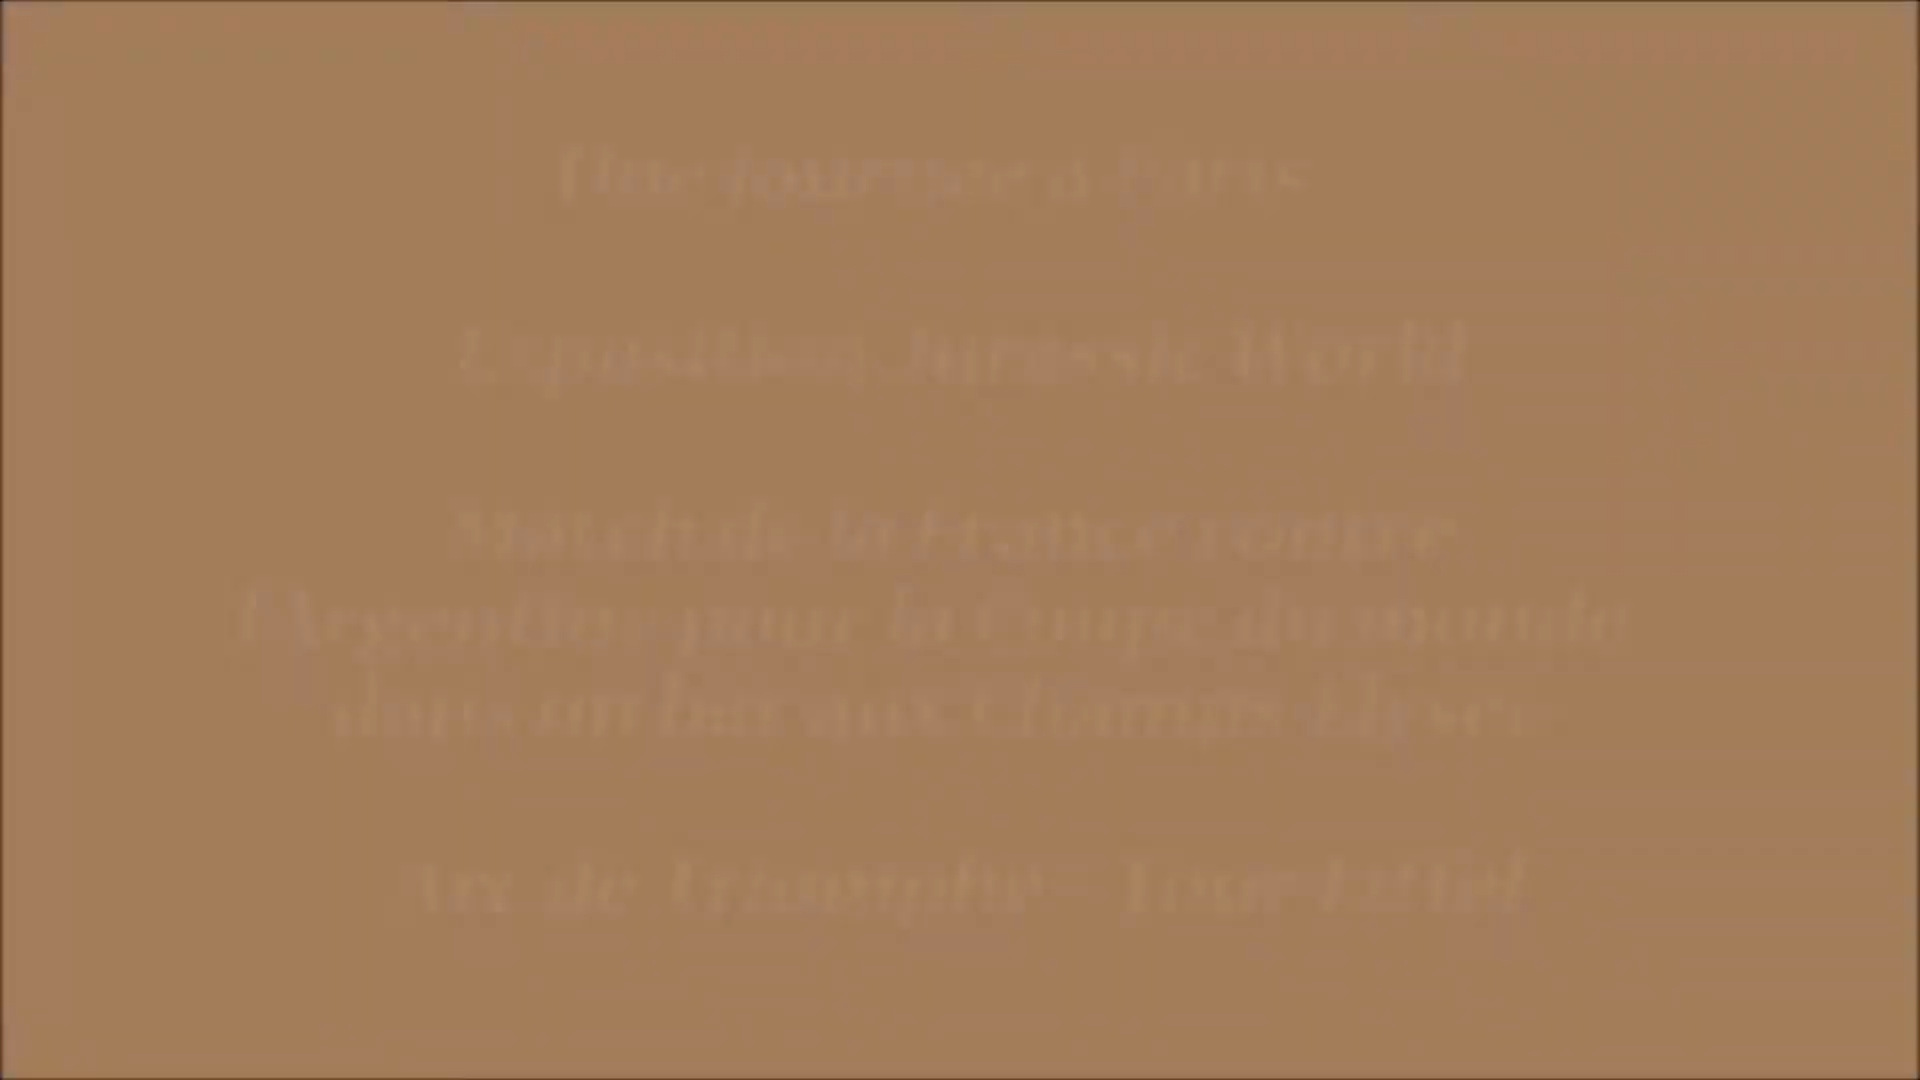 Une journée à Paris
Exposition Jurassic World
Match de la France contre
l'Argentine pour la Coupe du monde
dans un bar aux Champs Elysée
Arc de Triomphe Tour Eiffel